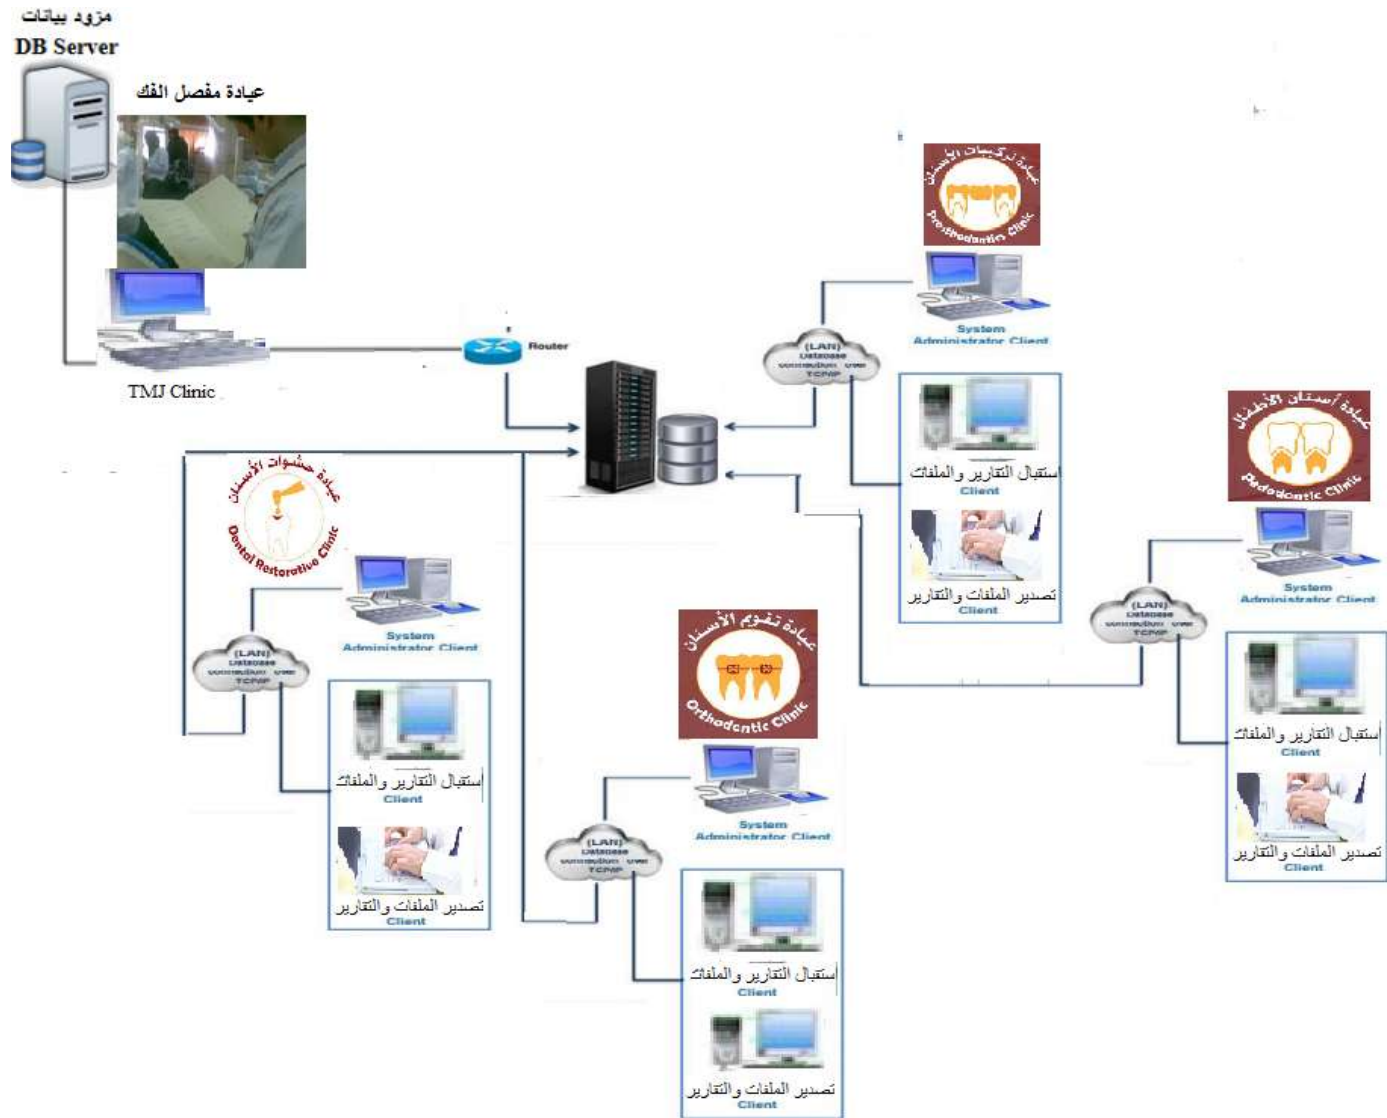 مزود بيانات
DB Server
عيادة مفصل الفك
TMJ Clinic
Router
عيادة تركيبات الأسنان
Prosthodontics Clinic
System
Administrator Client
(LAN)
Database
connection over
TCP/IP
استقبال التقارير والملفات
Client
تصدير الملفات والتقارير
Client
عيادة أسنان الأطفال
Pedodontic Clinic
System
Administrator Client
(LAN)
Database
connection over
TCP/IP
استقبال التقارير والملفات
Client
تصدير الملفات والتقارير
Client
عيادة حشوات الأسنان
Dental Restorative Clinic
System
Administrator Client
(LAN)
Database
connection over
TCP/IP
استقبال التقارير والملفات
Client
تصدير الملفات والتقارير
Client
عيادة تقويم الأسنان
Orthodontic Clinic
System
Administrator Client
(LAN)
Database
connection over
TCP/IP
استقبال التقارير والملفات
Client
تصدير الملفات والتقارير
Client